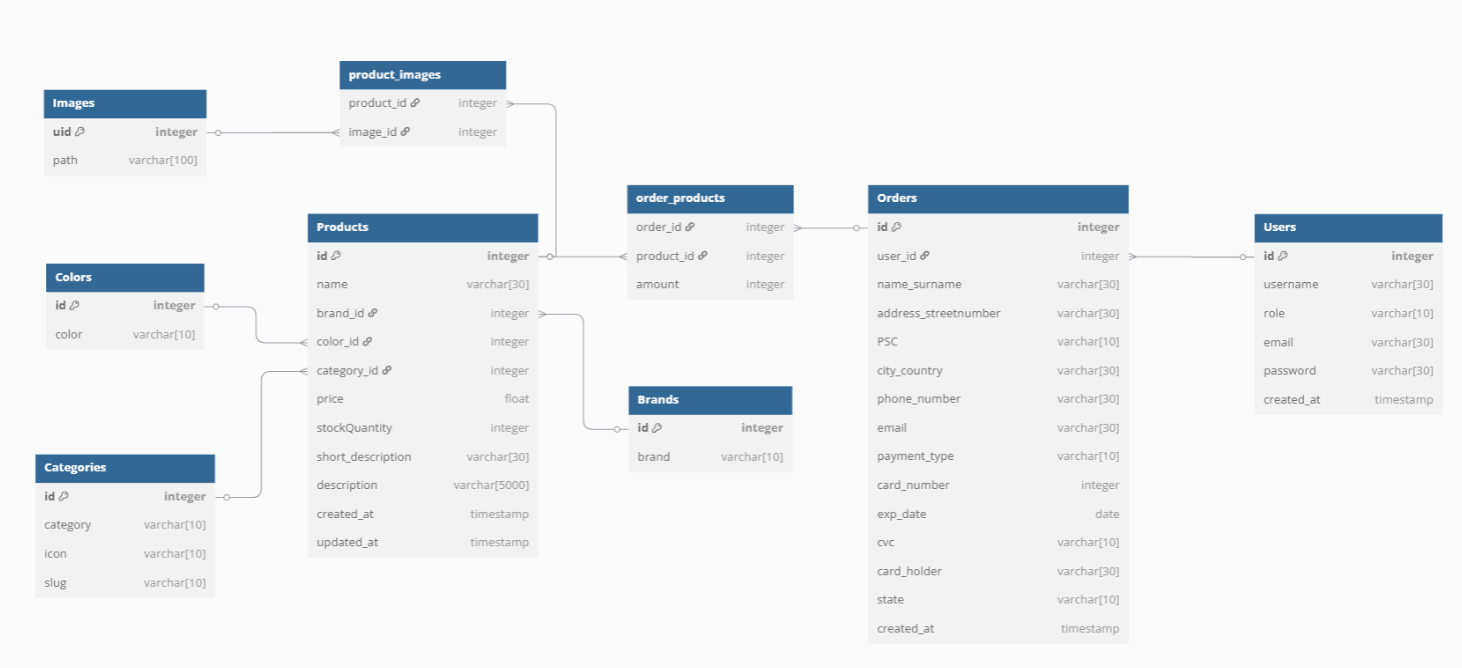 product_images
product_id integer
image_id integer
Images
uid integer
path varchar[100]
Products
id integer
name varchar[30]
brand_id integer
color_id integer
category_id integer
price float
stockQuantity integer
short_description varchar[30]
description varchar[5000]
created_at timestamp
updated_at timestamp
Colors
id integer
color varchar[10]
Categories
id integer
category varchar[10]
icon varchar[10]
slug varchar[10]
order_products
order_id integer
product_id integer
amount integer
Brands
id integer
brand varchar[10]
Orders
id integer
user_id integer
name_surname varchar[30]
address_streetnumber varchar[30]
PSC varchar[10]
city_country varchar[30]
phone_number varchar[30]
email varchar[30]
payment_type varchar[10]
card_number integer
exp_date date
cvc varchar[10]
card_holder varchar[30]
state varchar[10]
created_at timestamp
Users
id integer
username varchar[30]
role varchar[10]
email varchar[30]
password varchar[30]
created_at timestamp